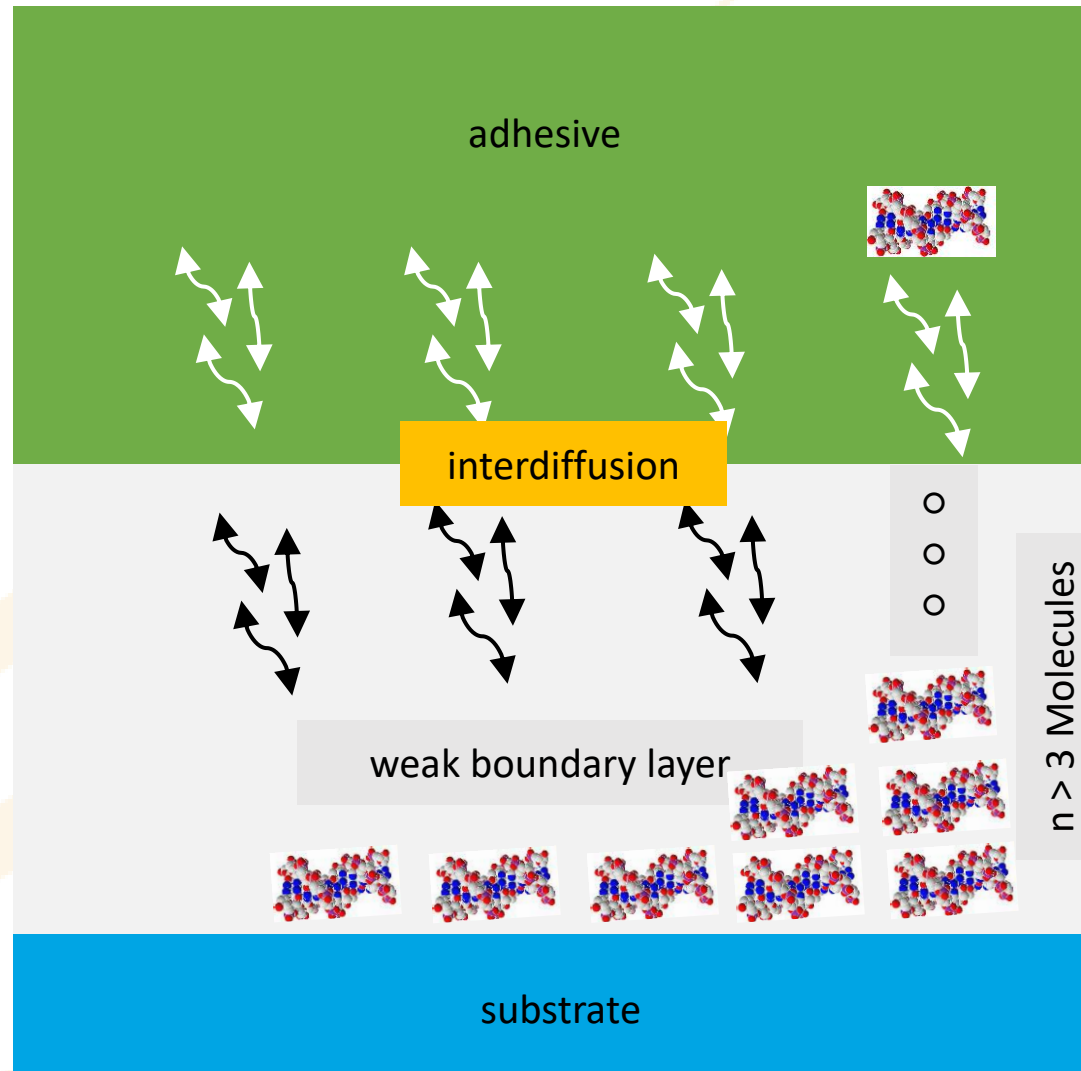 adhesive
interdiffusion
n > 3 Molecules
weak boundary layer
substrate